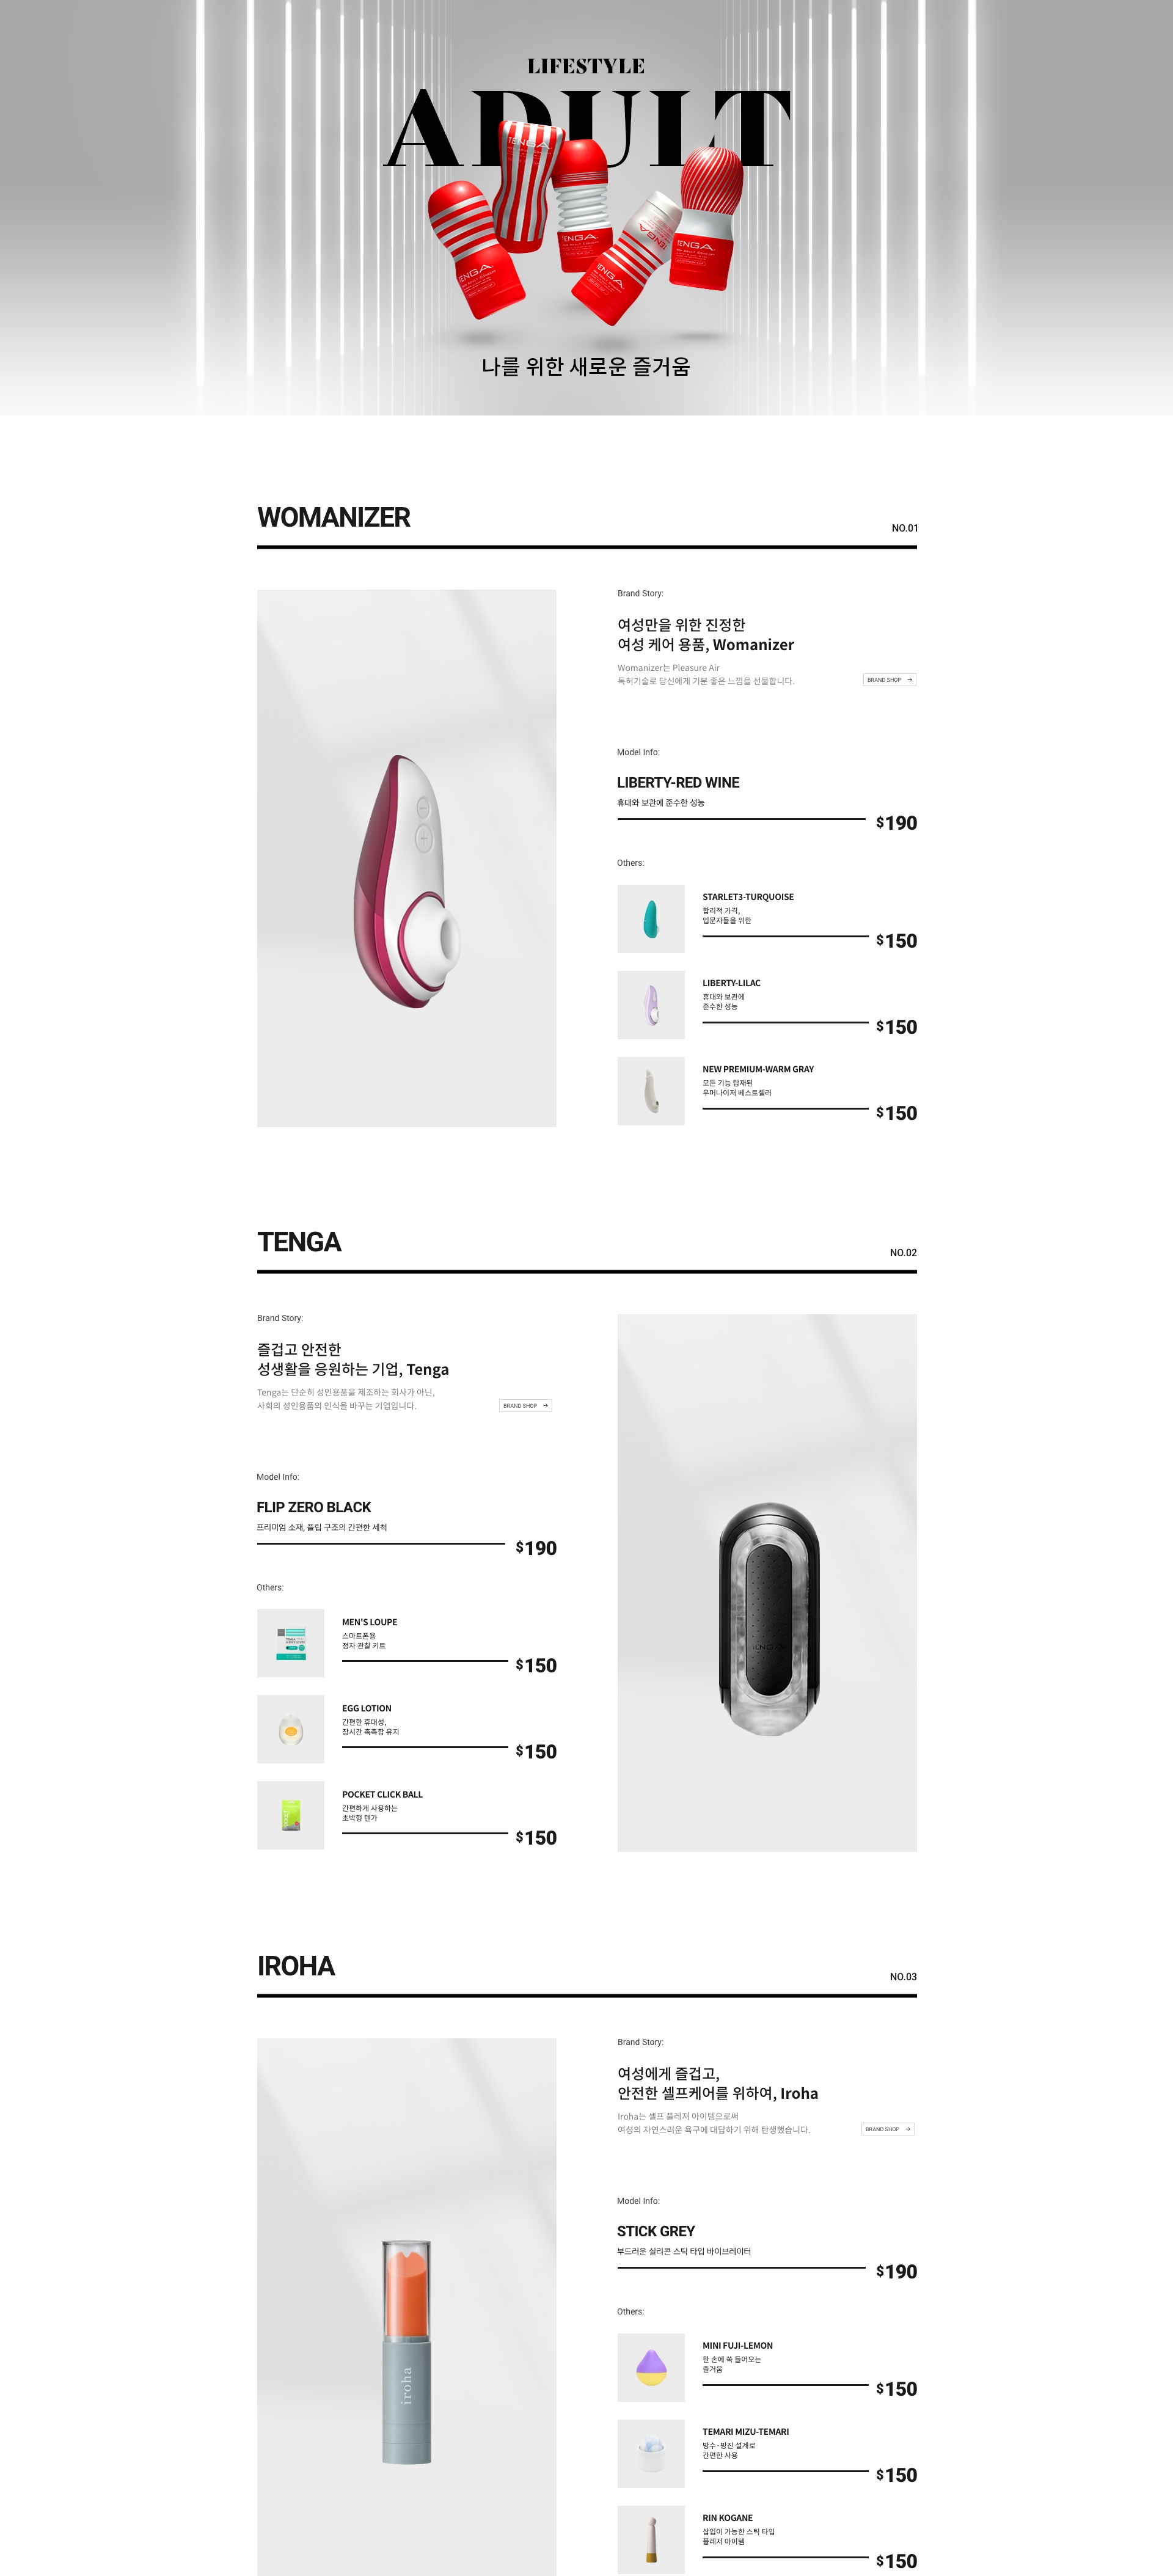 LIFESTYLE
ADULT
TENGA
TENGA
TENGA
TENGA
TENGA
나를 위한 새로운 즐거움
WOMANIZER
NO.01
Brand Story:
여성만을 위한 진정한
여성 케어 용품, Womanizer
Womanizer는 Pleasure Air
특허기술로 당신에게 기분 좋은 느낌을 선물합니다.
BRAND SHOP →
Model Info:
LIBERTY-RED WINE
휴대와 보관에 준수한 성능
$190
Others:
STARLET3-TURQUOISE
합리적 가격,
입문자들을 위한
$150
LIBERTY-LILAC
휴대와 보관에
준수한 성능
$150
NEW PREMIUM-WARM GRAY
모든 기능 탑재된
우머나이저 베스트셀러
$150
TENGA
NO.02
Brand Story:
즐겁고 안전한
성생활을 응원하는 기업, Tenga
Tenga는 단순히 성인용품을 제조하는 회사가 아닌,
사회의 성인용품의 인식을 바꾸는 기업입니다.
BRAND SHOP →
Model Info:
FLIP ZERO BLACK
프리미엄 소재, 플립 구조의 간편한 세척
$190
Others:
MEN'S LOUPE
스마트폰용
정자 관찰 키트
$150
EGG LOTION
간편한 휴대성,
장시간 촉촉함 유지
$150
POCKET CLICK BALL
간편하게 사용하는
초박형 텐가
$150
TENGA
IROHA
NO.03
Brand Story:
여성에게 즐겁고,
안전한 셀프케어를 위하여, Iroha
Iroha는 셀프 플레져 아이템으로써
여성의 자연스러운 욕구에 대답하기 위해 탄생했습니다.
BRAND SHOP →
iroha
Model Info:
STICK GREY
부드러운 실리콘 스틱 타입 바이브레이터
$190
Others:
MINI FUJI-LEMON
한 손에 쏙 들어오는
즐거움
$150
TEMARI MIZU-TEMARI
방수·방진 설계로
간편한 사용
$150
RIN KOGANE
삽입이 가능한 스틱 타입
플레저 아이템
$150